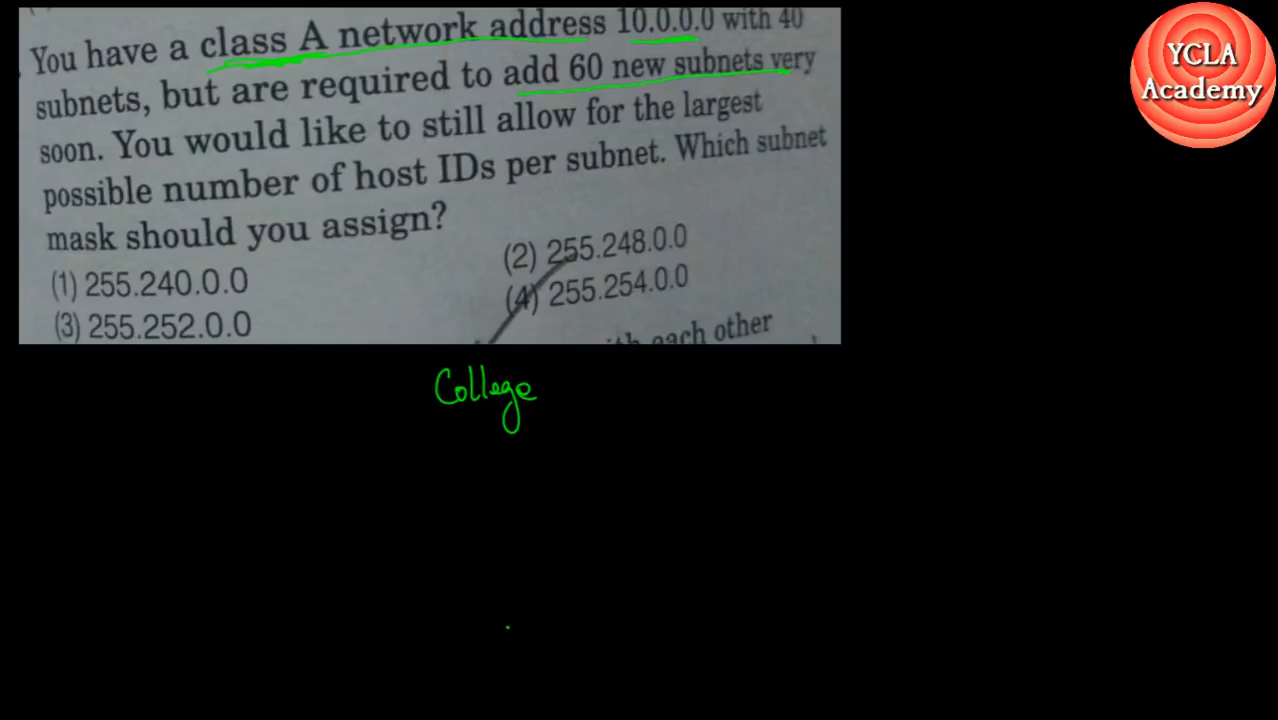 You have a class A network address 10.0.0.0 with 40
subnets, but are required to add 60 new subnets very
soon. You would like to still allow for the largest
possible number of host IDs per subnet. Which subnet
mask should you assign?
(1) 255.240.0.0
(2) 255.248.0.0
(3) 255.252.0.0
(4) 255.254.0.0
each other
College
YCLA
Academy